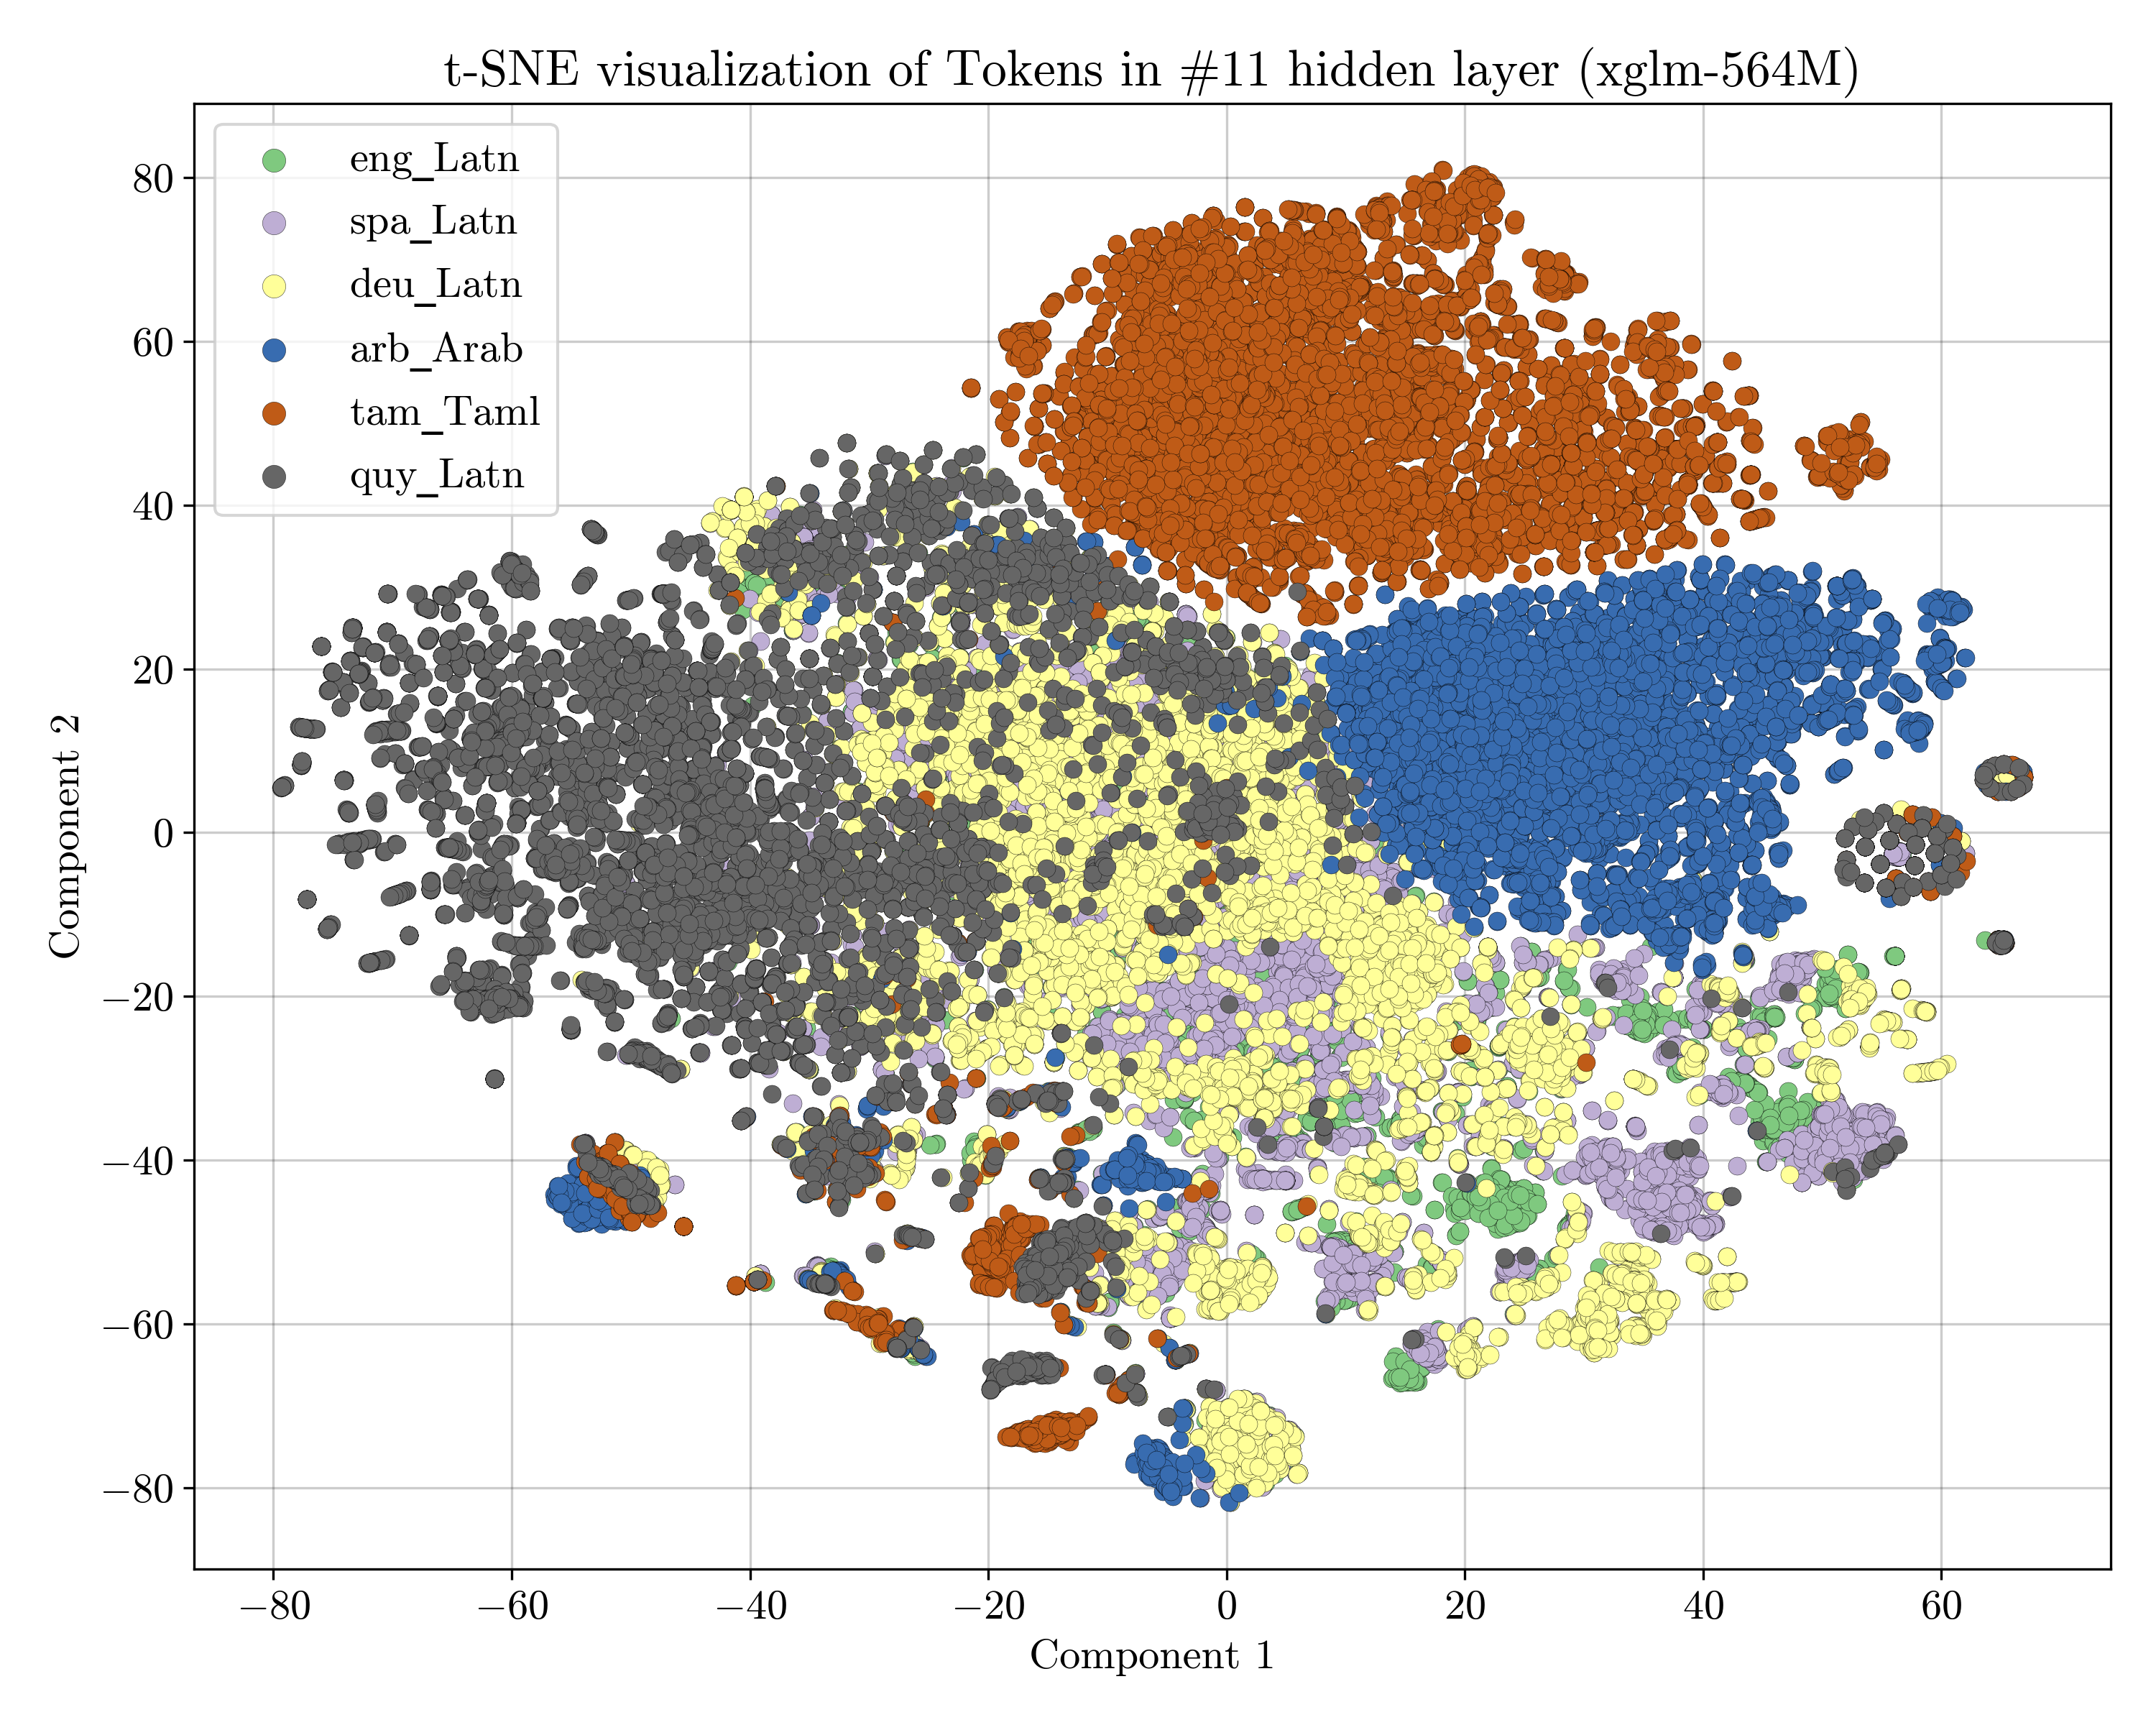 t-SNE visualization of Tokens in #11 hidden layer (xglm-564M)
eng_Latn
spa_Latn
deu_Latn
arb_Arab
tam_Taml
quy_Latn
80
60
40
20
0
−20
−40
−60
−80
Component 2
−80 −60 −40 −20 0 20 40 60
Component 1